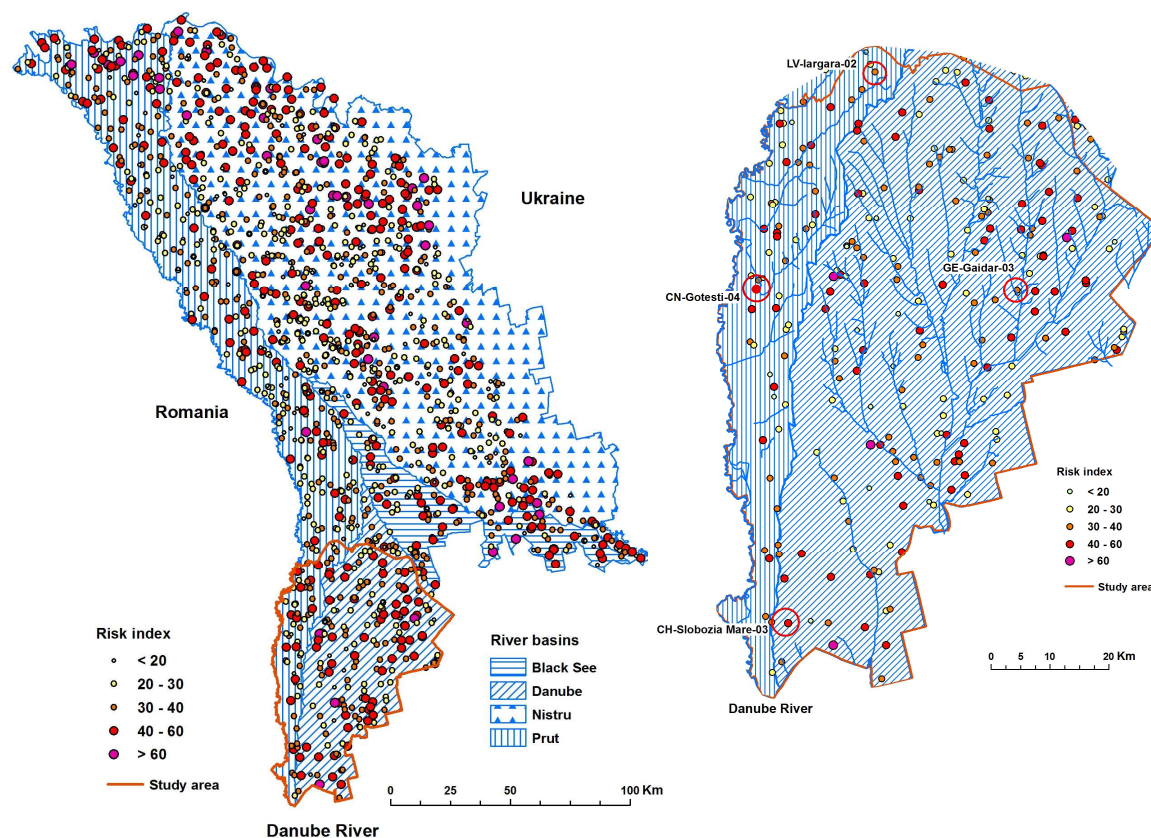 Ukraine
Romania
Risk index
< 20
20 - 30
30 - 40
40 - 60
> 60
Study area
River basins
Black See
Danube
Nistru
Prut
0 25 50 100 Km
Danube River
LV-Iargara-02
GE-Gaidar-03
CN-Gotesti-04
CH-Slobozia Mare-03
Risk index
< 20
20 - 30
30 - 40
40 - 60
> 60
Study area
0 5 10 20 Km
Danube River